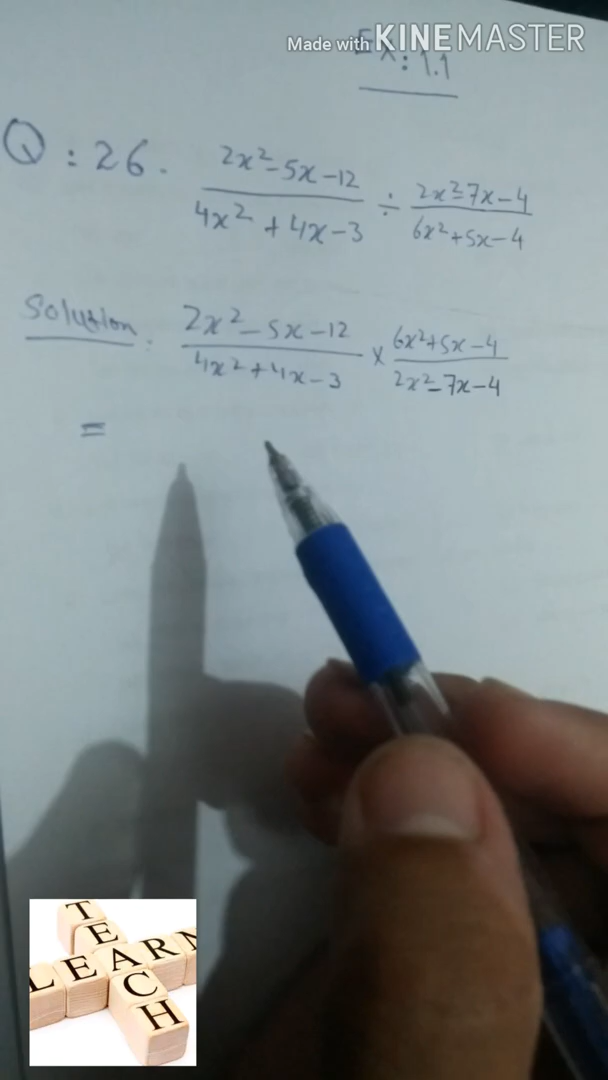 Made with KINEMASTER
Ex: 1.1
Q: 26. (2x²-5x-12)/(4x²+4x-3) ÷ (2x²-7x-4)/(6x²+5x-4)
Solution: (2x²-5x-12)/(4x²+4x-3) × (6x²+5x-4)/(2x²-7x-4)
=
TEACH
LEARN